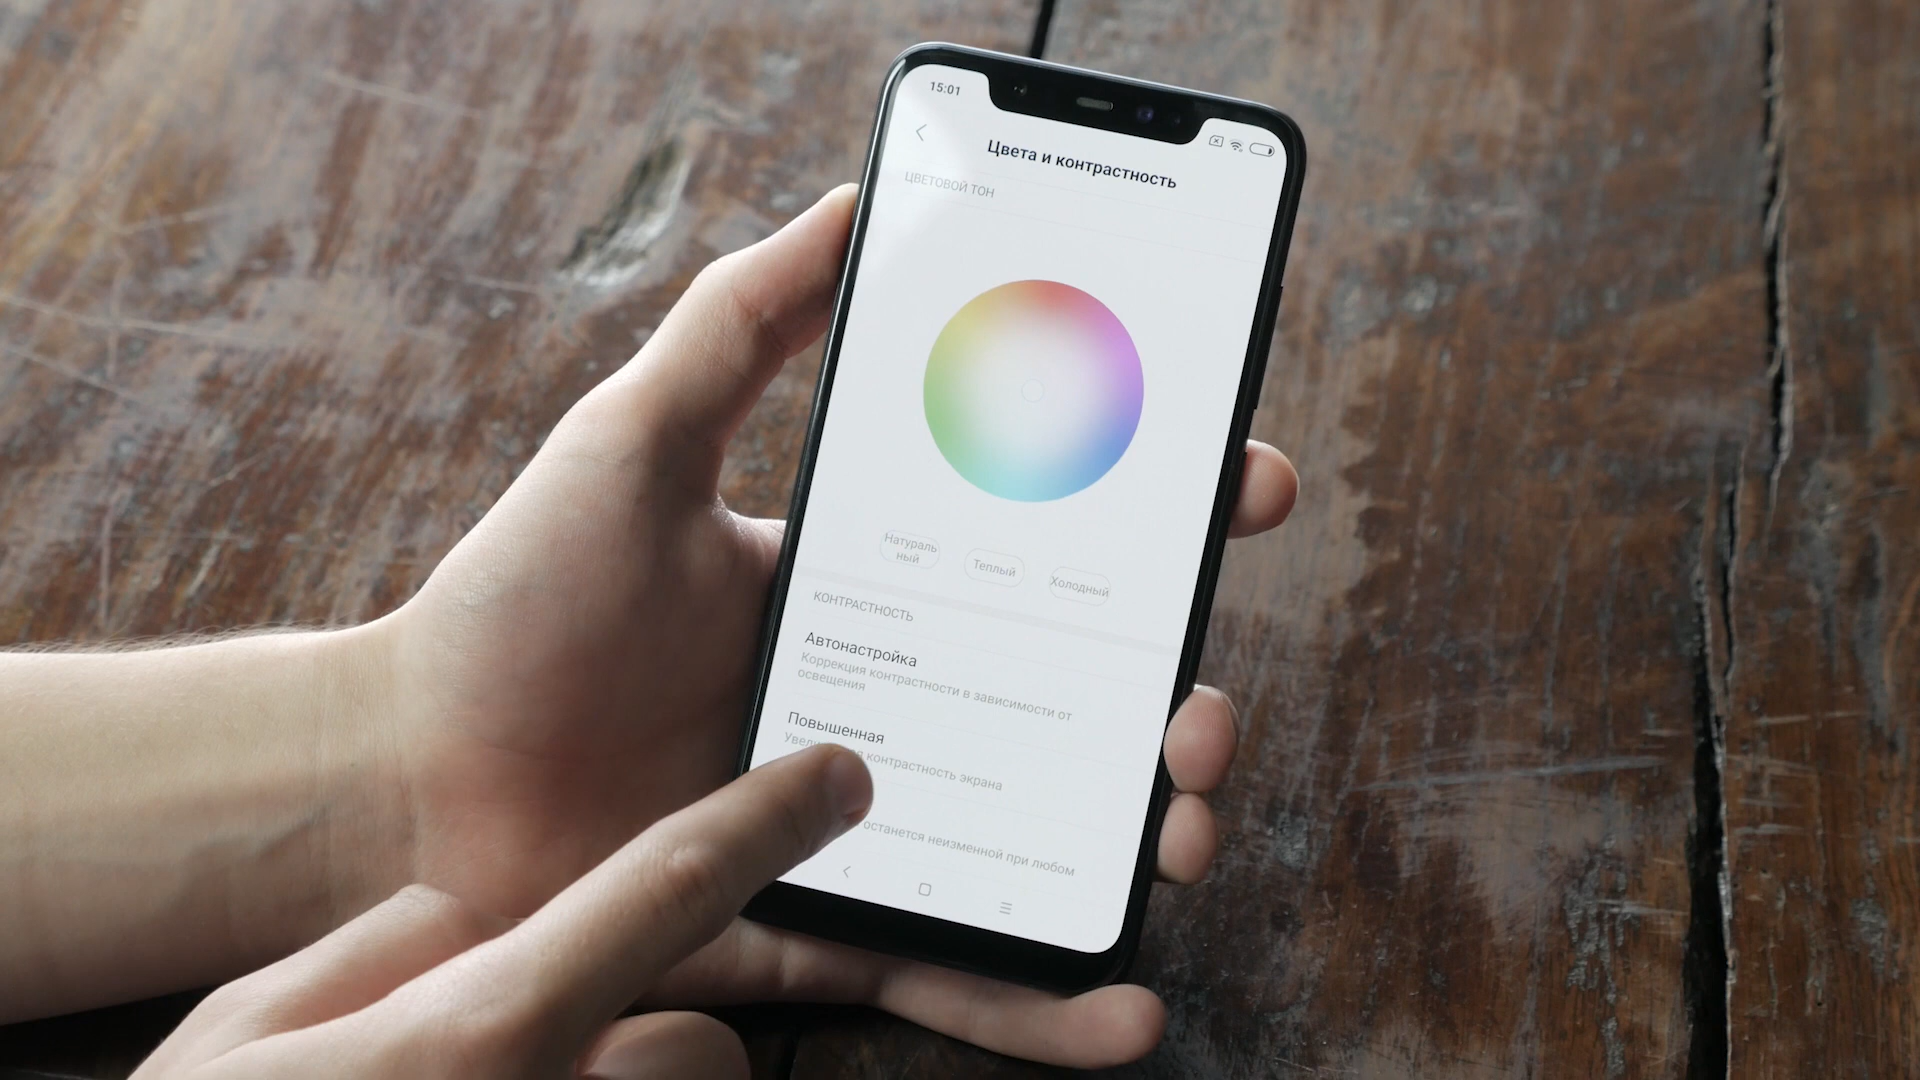 15:01
Цвета и контрастность
ЦВЕТОВОЙ ТОН
Натураль
ный
Теплый
Холодный
КОНТРАСТНОСТЬ
Автонастройка
Коррекция контрастности в зависимости от
освещения
Повышенная
контрастность экрана
останется неизменной при любом